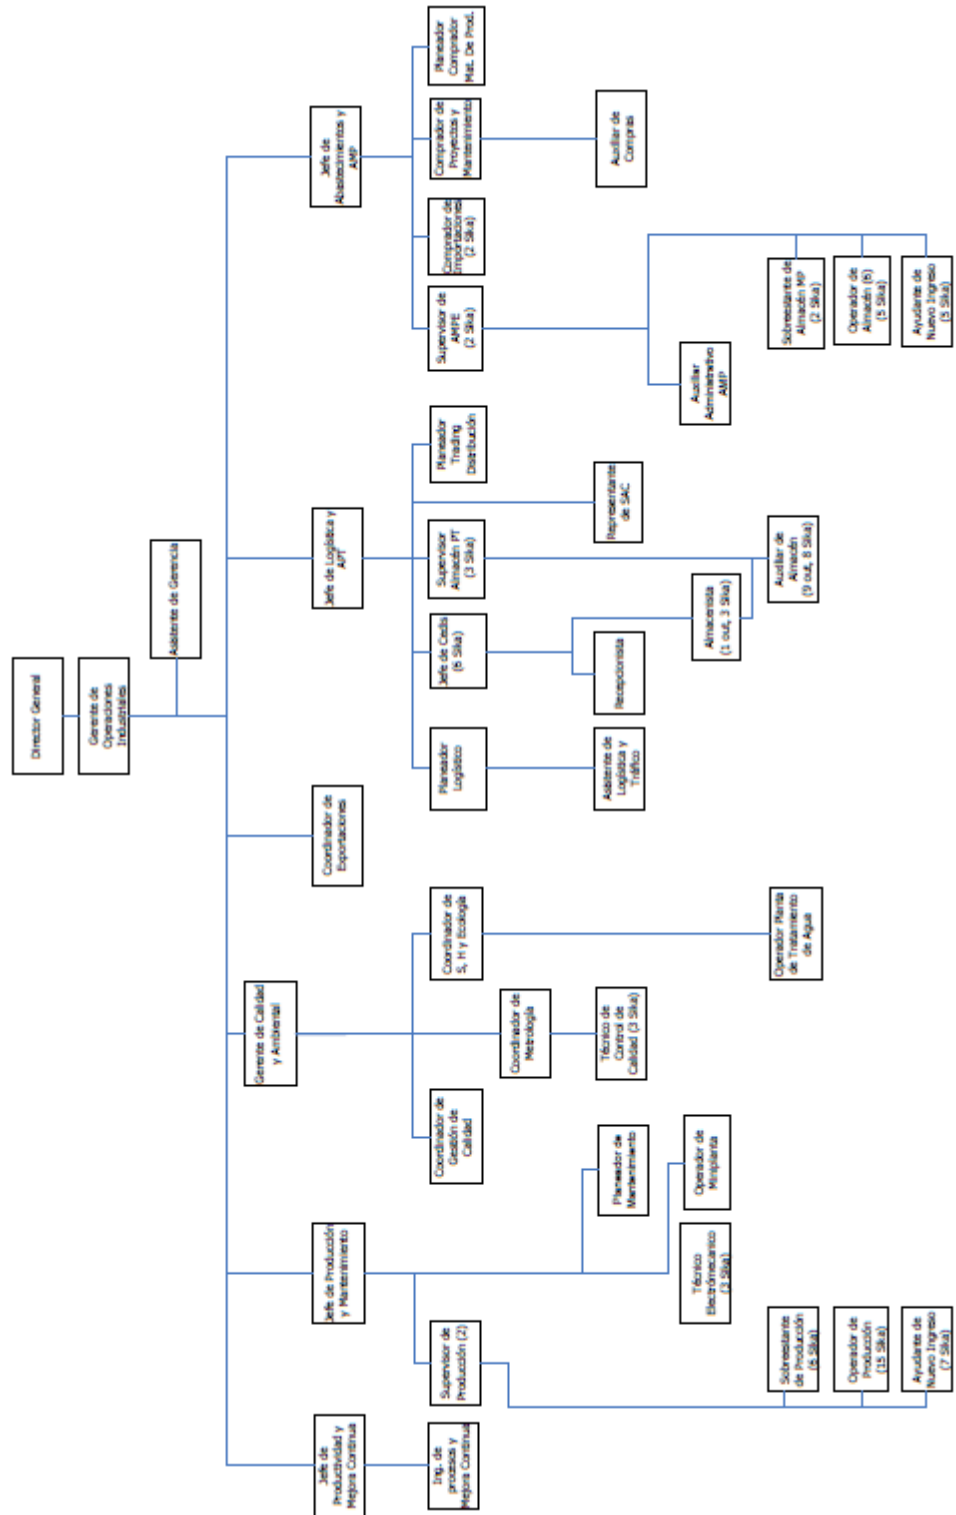 Director General
Gerente de
Operaciones
Industriales
Asistente de Gerencia
Jefe de
Productividad y
Mejora Continua
Ing. de
procesos y
Mejora Continua
Jefe de Producción
y Mantenimiento
Supervisor de
Producción (2)
Sobreestante
de Producción
(6 Sika)
Operador de
Producción
(15 Sika)
Ayudante de
Nuevo Ingreso
(7 Sika)
Planeador de
Mantenimiento
Técnico
Electrómecánico
(3 Sika)
Operador de
Miniplanta
Gerente de Calidad
y Ambiental
Coordinador de
Gestión de
Calidad
Coordinador de
Metrología
Técnico de
Control de
Calidad (3 Sika)
Coordinador de
S, H y Ecología
Operador Planta
de Tratamiento
de Agua
Coordinador de
Exportaciones
Jefe de Logística y
APT
Planeador
Logístico
Asistente de
Logística y
Tráfico
Jefe de Cedis
(6 Sika)
Recepcionista
Almacenista
(1 out, 3 Sika)
Supervisor
Almacén PT
(3 Sika)
Auxiliar de
Almacén
(9 out, 8 Sika)
Representante
de SAC
Planeador
Trading
Distribución
Jefe de
Abastecimientos y
AMP
Supervisor de
AMPE
(2 Sika)
Auxiliar
Administrativo
AMP
Sobreestante de
Almacén MP
(2 Sika)
Operador de
Almacén (6)
(5 Sika)
Ayudante de
Nuevo Ingreso
(5 Sika)
Comprador de
Importaciones
(2 Sika)
Comprador de
Proyectos y
Mantenimiento
Auxiliar de
Compras
Planeador
Comprador
Mat. De Prod.